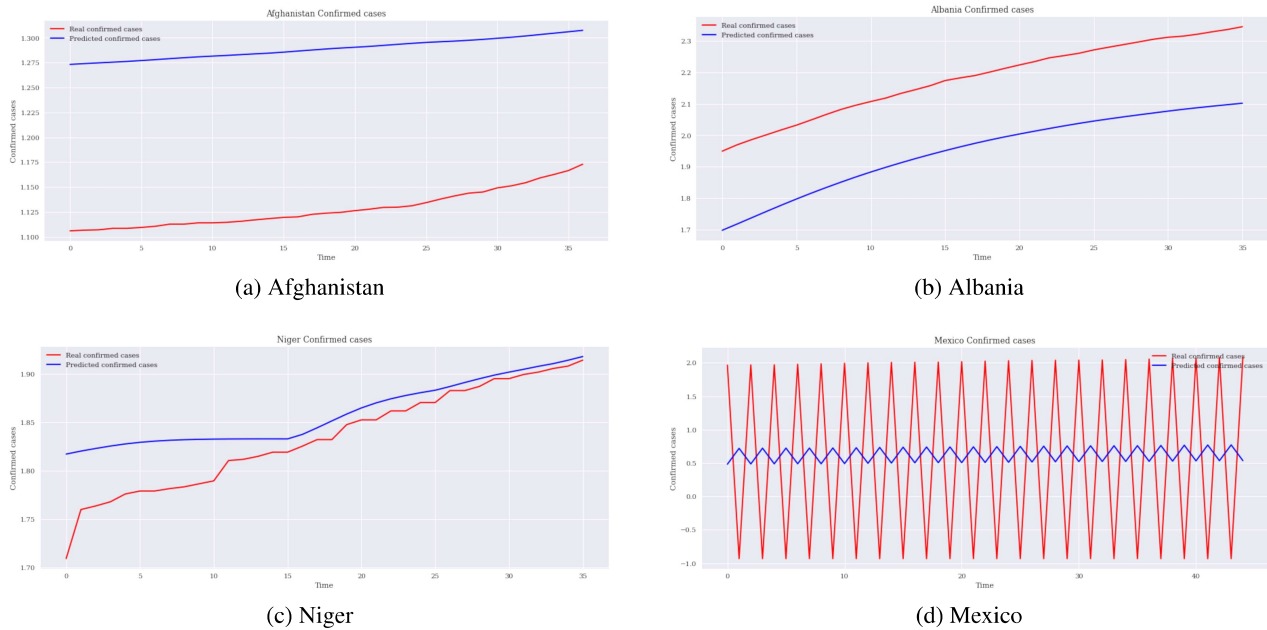 Afghanistan Confirmed cases
Real confirmed cases
Predicted confirmed cases
Confirmed cases
1.300
1.275
1.250
1.225
1.200
1.175
1.150
1.125
1.100
0 5 10 15 20 25 30 35
Time
(a) Afghanistan
Albania Confirmed cases
Real confirmed cases
Predicted confirmed cases
Confirmed cases
2.3
2.2
2.1
2.0
1.9
1.8
1.7
0 5 10 15 20 25 30 35
Time
(b) Albania
Niger Confirmed cases
Real confirmed cases
Predicted confirmed cases
Confirmed cases
1.90
1.85
1.80
1.75
1.70
0 5 10 15 20 25 30 35
Time
(c) Niger
Mexico Confirmed cases
Real confirmed cases
Predicted confirmed cases
Confirmed cases
2.0
1.5
1.0
0.5
0.0
−0.5
−1.0
0 10 20 30 40
Time
(d) Mexico